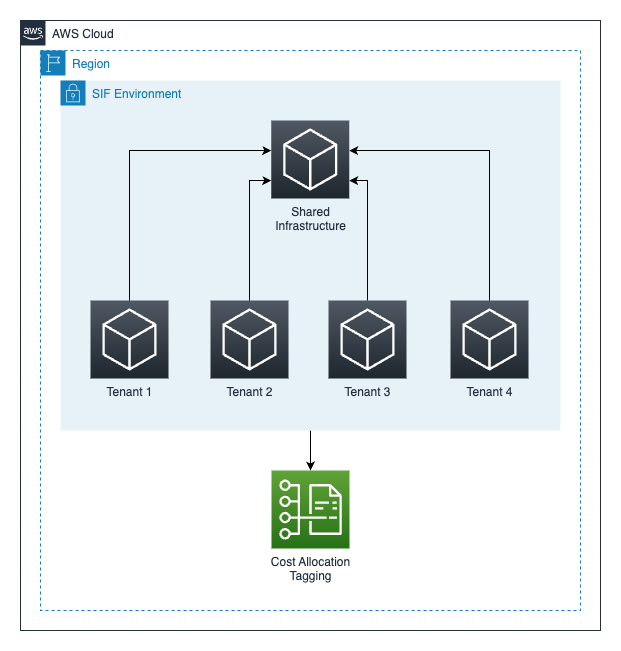 aws
AWS Cloud
Region
SIF Environment
Shared
Infrastructure
Tenant 1
Tenant 2
Tenant 3
Tenant 4
Cost Allocation
Tagging